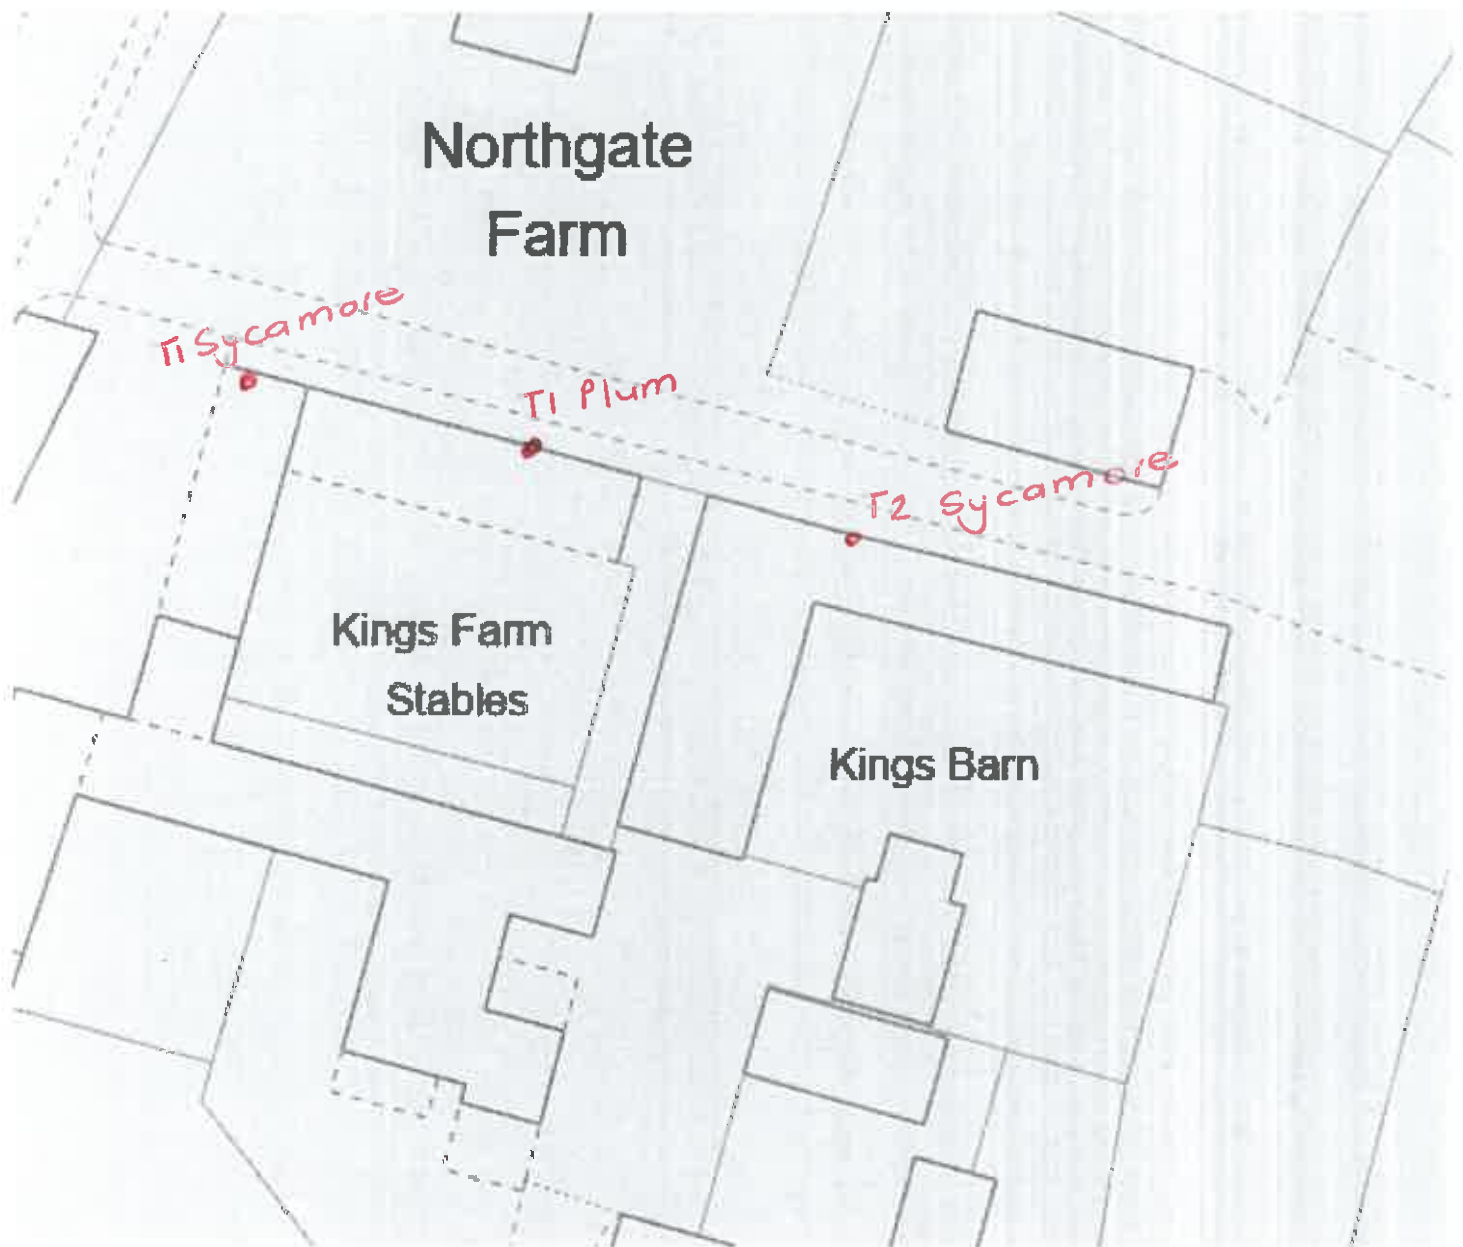 Northgate
Farm
T1 Sycamore
T1 Plum
T2 Sycamore
Kings Farm
Stables
Kings Barn